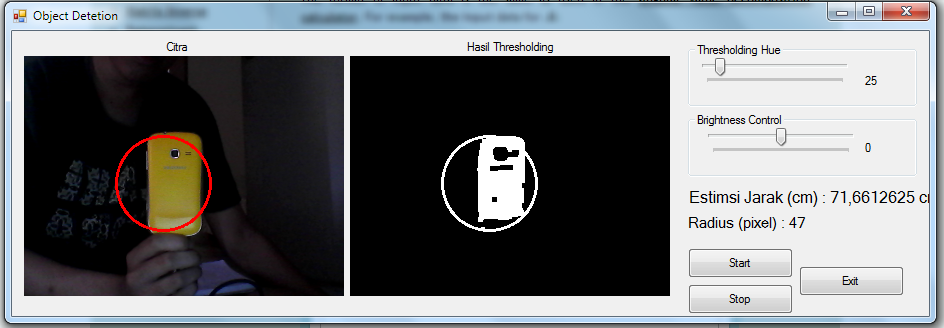 Object Detetion
Citra
Hasil Thresholding
Thresholding Hue
25
Brightness Control
0
Estimsi Jarak (cm) : 71,6612625 c
Radius (pixel) : 47
Start
Stop
Exit